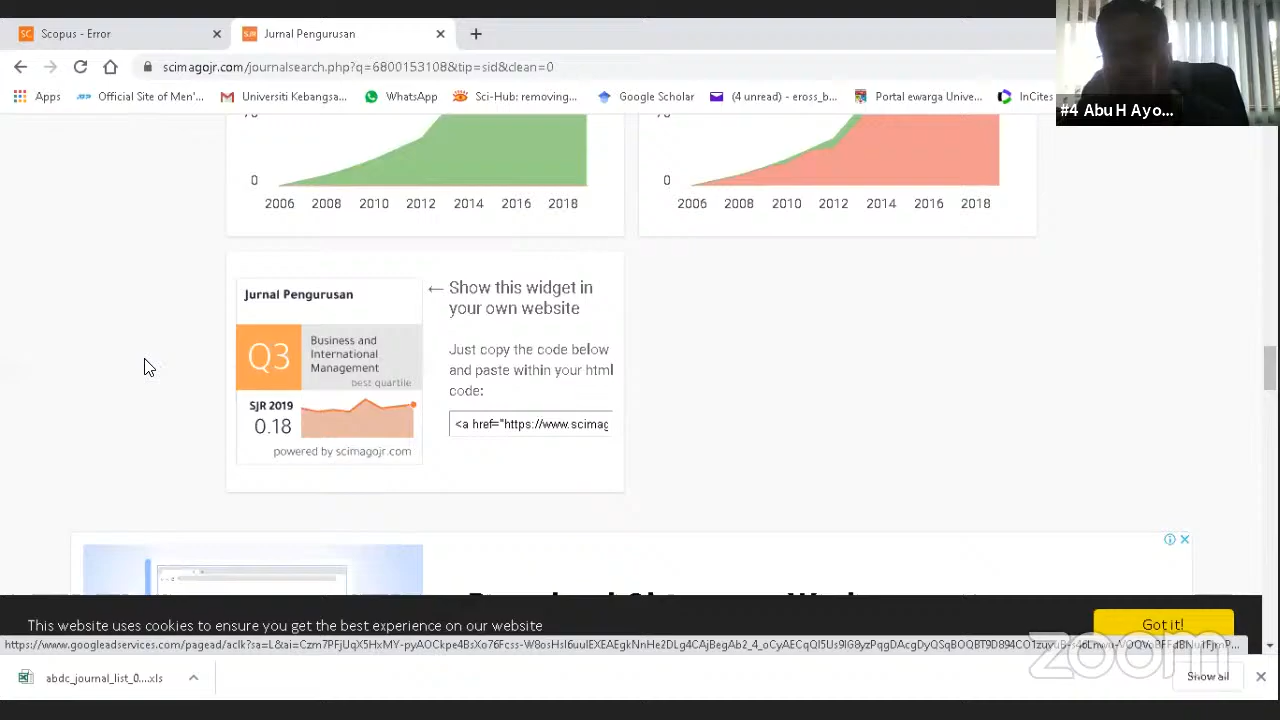 Scopus - Error
Jurnal Pengurusan
scimagojr.com/journalsearch.php?q=6800153108&tip=sid&clean=0
Apps
Official Site of Men'...
Universiti Kebangsa...
WhatsApp
Sci-Hub: removing...
Google Scholar
(4 unread) - eross_b...
Portal ewarga Unive...
InCites
#4 Abu H Ayo...
0
2006 2008 2010 2012 2014 2016 2018
0
2006 2008 2010 2012 2014 2016 2018
Jurnal Pengurusan
Q3
Business and
International
Management
best quartile
SJR 2019
0.18
powered by scimagojr.com
← Show this widget in
your own website
Just copy the code below
and paste within your html
code:
<a href="https://www.scimag
This website uses cookies to ensure you get the best experience on our website
Got it!
zoom
abdc_journal_list_0....xls
Show all